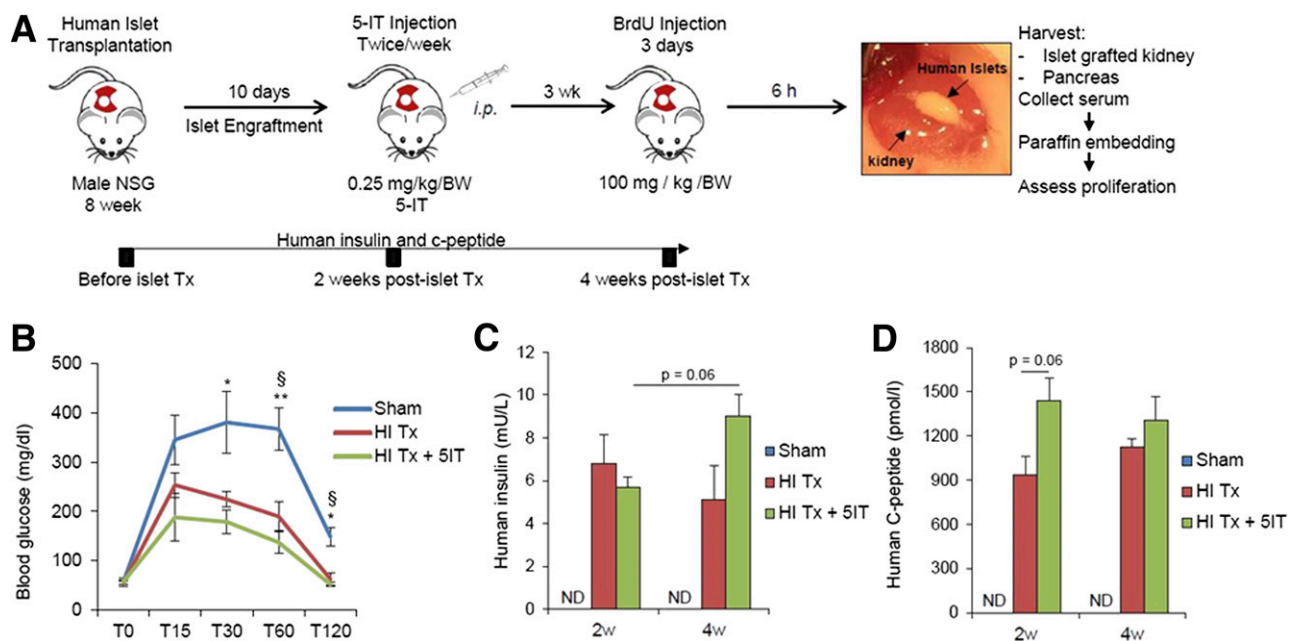 A
Human Islet
Transplantation
Male NSG
8 week
10 days
Islet Engraftment
5-IT Injection
Twice/week
i.p.
0.25 mg/kg/BW
5-IT
3 wk
BrdU Injection
3 days
100 mg / kg /BW
6 h
Human Islets
kidney
Harvest:
- Islet grafted kidney
- Pancreas
Collect serum
Paraffin embedding
Assess proliferation
Human insulin and c-peptide
Before islet Tx
2 weeks post-islet Tx
4 weeks post-islet Tx
B
Blood glucose (mg/dl)
500
400
300
200
100
0
T0 T15 T30 T60 T120
*
§
**
§
*
Sham
HI Tx
HI Tx + 5IT
C
Human insulin (mU/L)
12
10
8
6
4
2
0
p = 0.06
ND
ND
2w 4w
Sham
HI Tx
HI Tx + 5IT
D
Human C-peptide (pmol/l)
1800
1500
1200
900
600
300
0
p = 0.06
ND
ND
2w 4w
Sham
HI Tx
HI Tx + 5IT